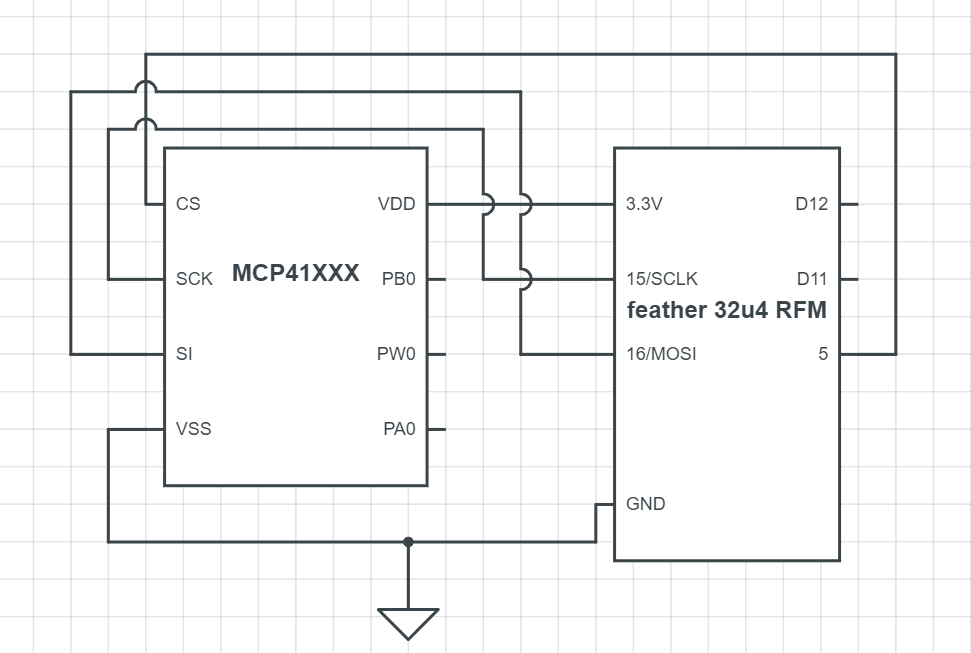 CS
SCK
SI
VSS
MCP41XXX
VDD
PB0
PW0
PA0
3.3V
15/SCLK
16/MOSI
GND
feather 32u4 RFM
D12
D11
5